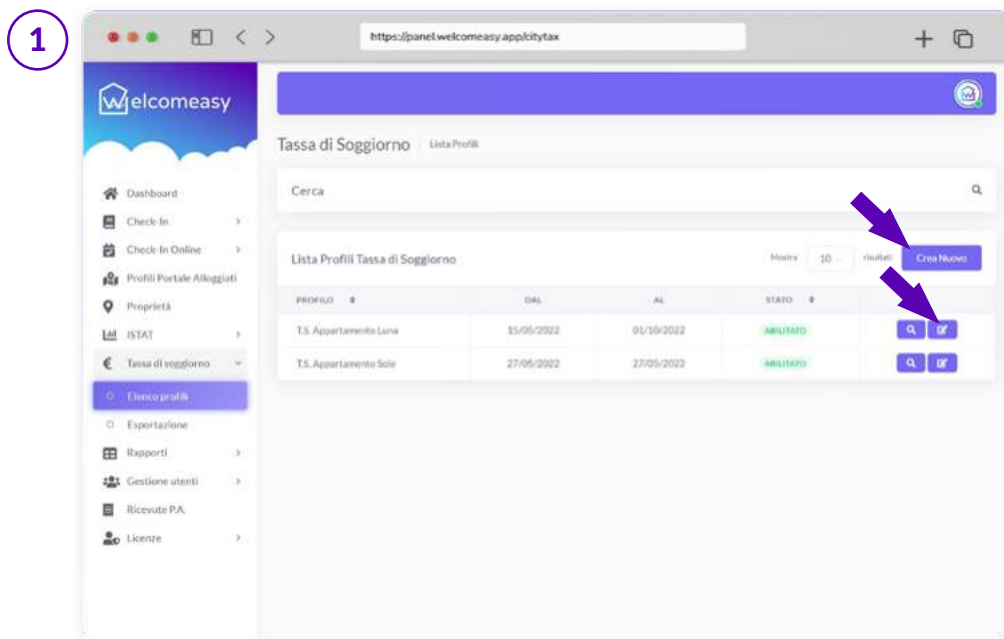 1
https://panel.welcomeasy.app/citytax
Welcomeasy
Tassa di Soggiorno Lista Profili
Cerca
Dashboard
Check-In
Check-In Online
Profili Portale Alloggiati
Proprietà
ISTAT
€ Tassa di soggiorno
Elenco profili
Esportazione
Rapporti
Gestione utenti
Ricevute P.A.
Licenze
Lista Profili Tassa di Soggiorno
Mostra 10 risultati Crea Nuovo
PROFILO DAL AL STATO
T.S. Appartamento Luna 15/05/2022 01/10/2022 ABILITATO
T.S. Appartamento Sole 27/05/2022 27/05/2022 ABILITATO